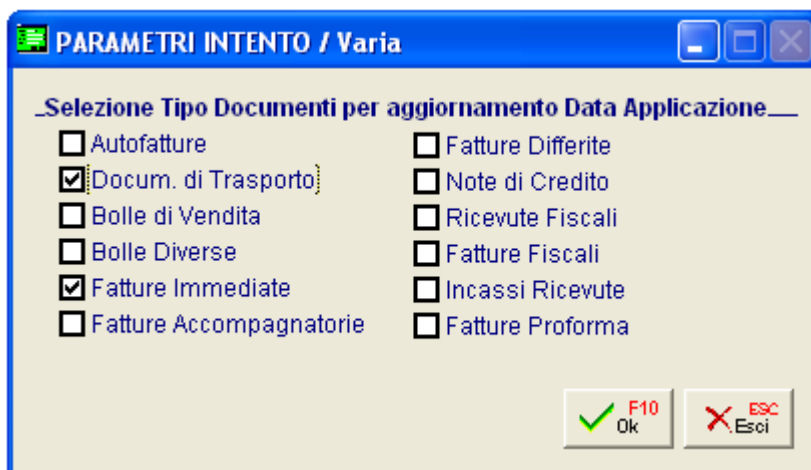 PARAMETRI INTENTO / Varia
Selezione Tipo Documenti per aggiornamento Data Applicazione
Autofatture
Docum. di Trasporto
Bolle di Vendita
Bolle Diverse
Fatture Immediate
Fatture Accompagnatorie
Fatture Differite
Note di Credito
Ricevute Fiscali
Fatture Fiscali
Incassi Ricevute
Fatture Proforma
F10
Ok
ESC
Esci